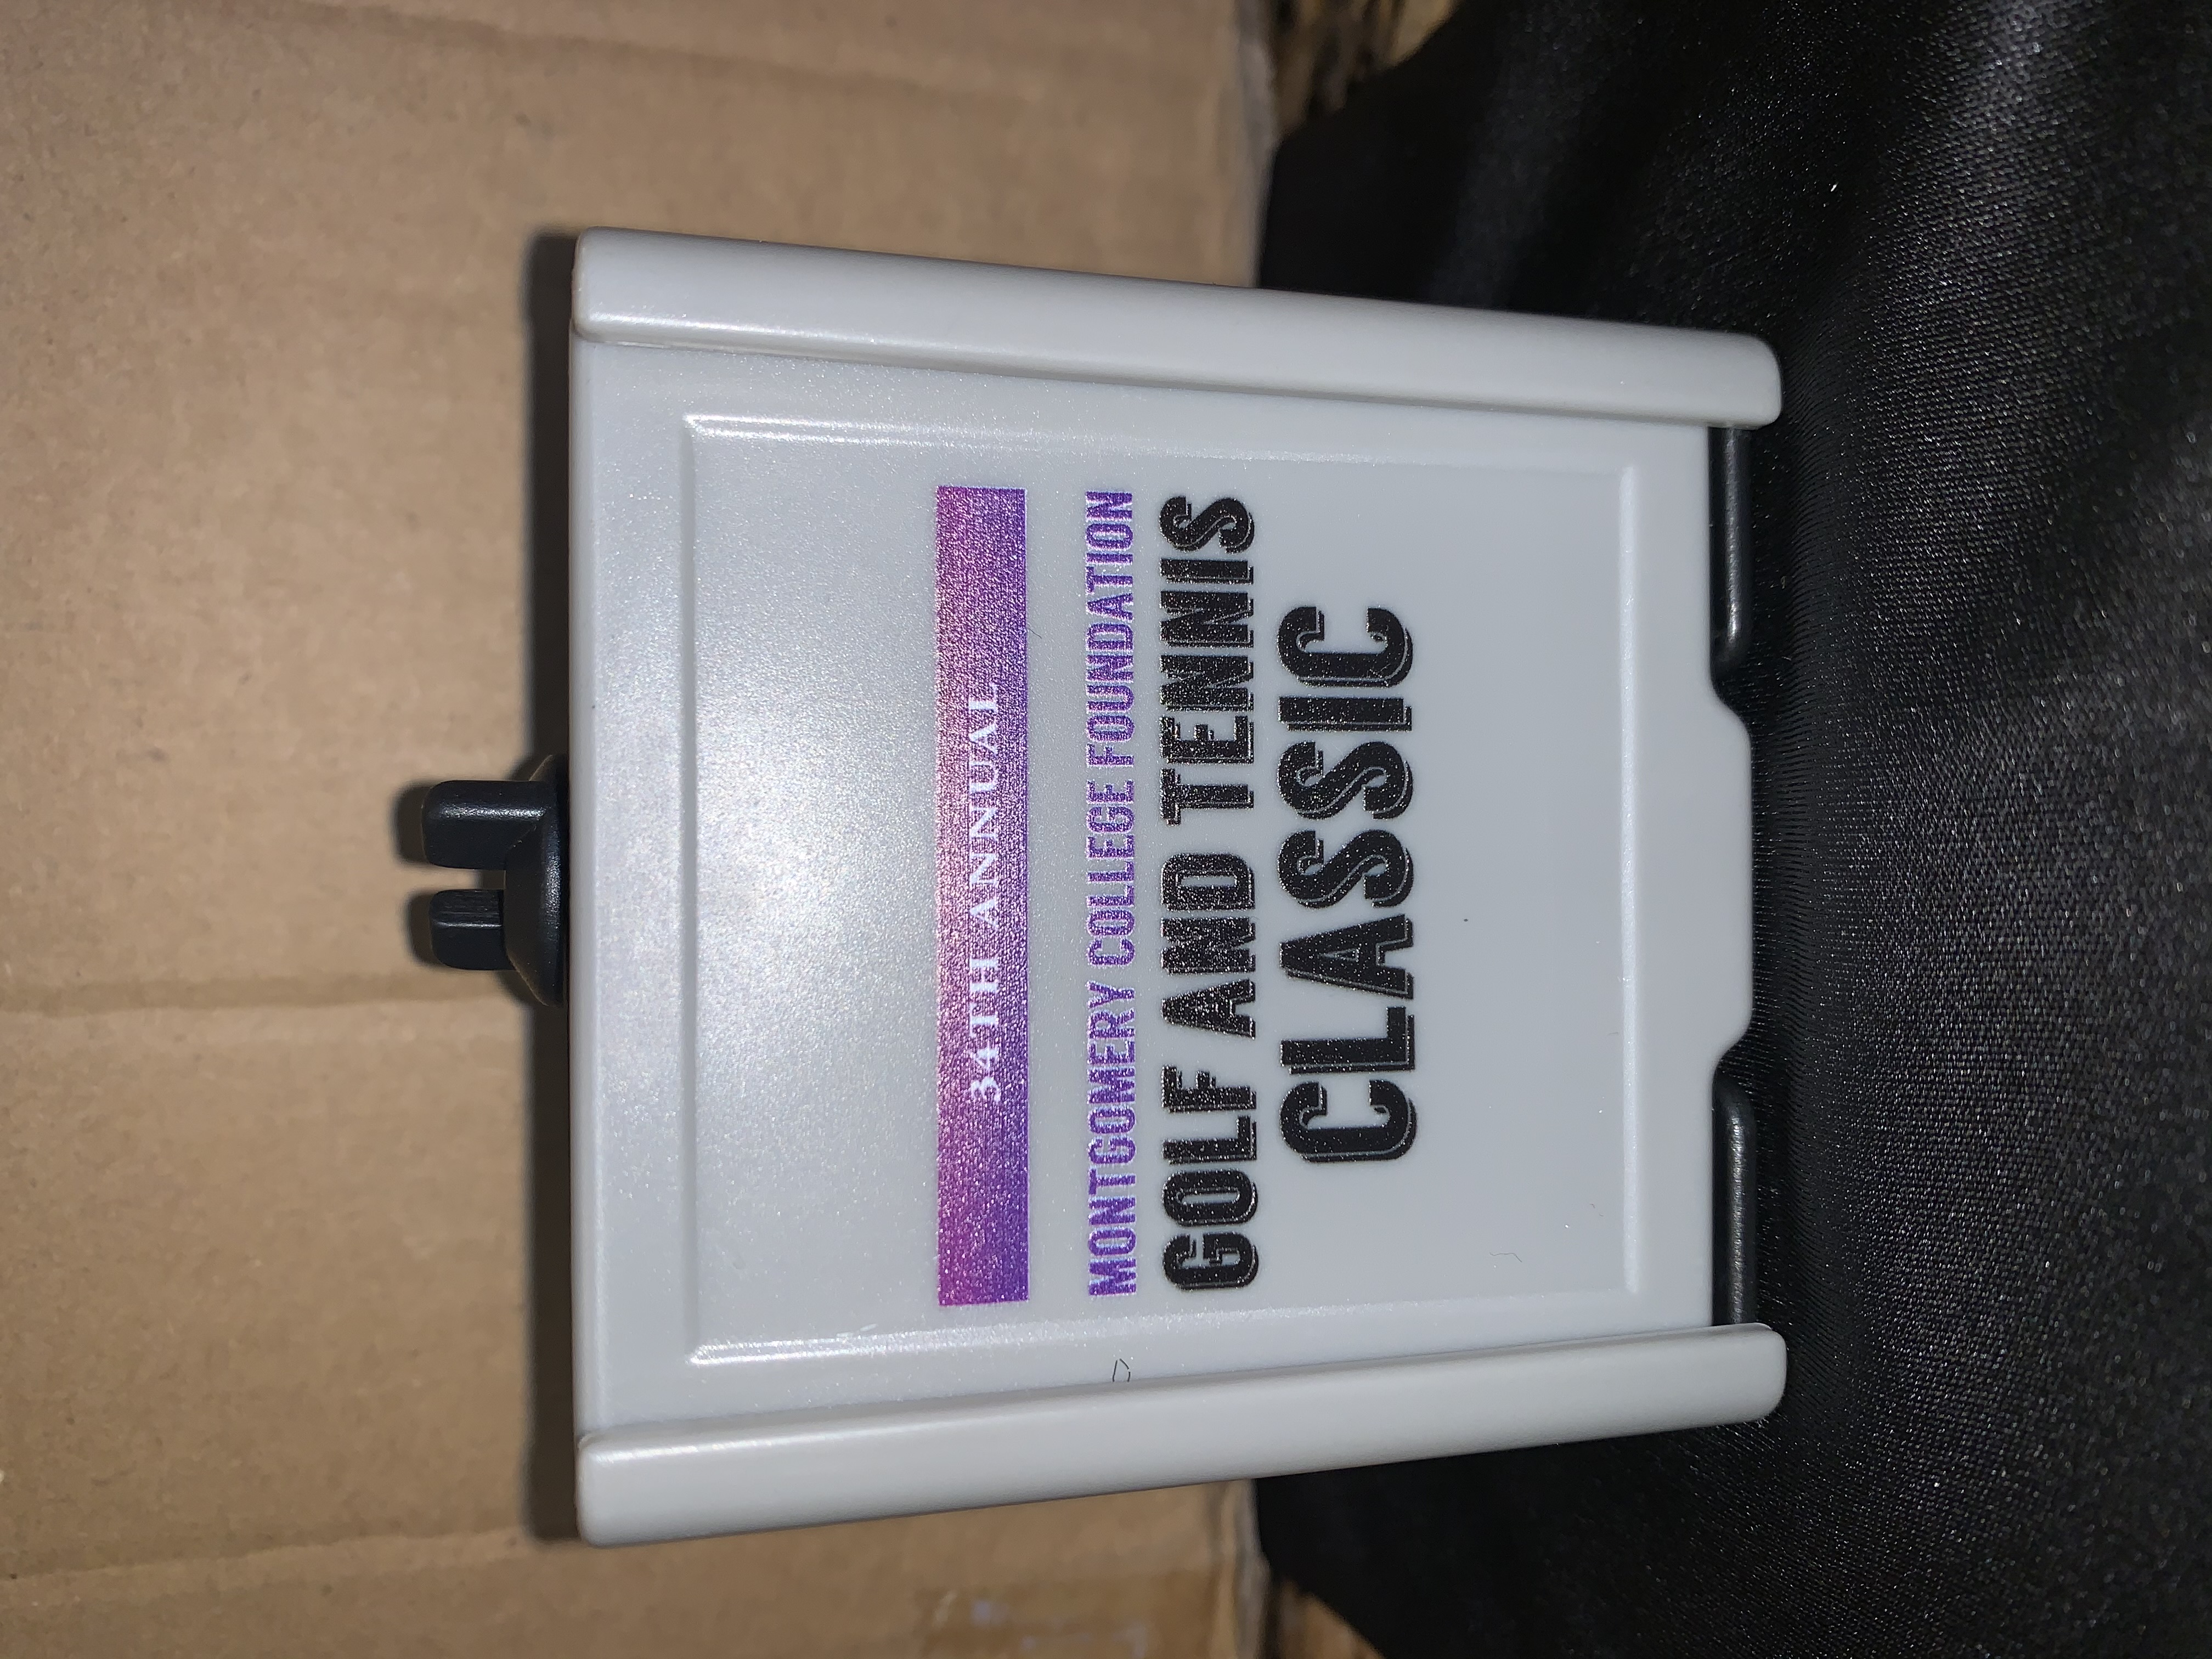 34TH ANNUAL
MONTGOMERY COLLEGE FOUNDATION
GOLF AND TENNIS
CLASSIC